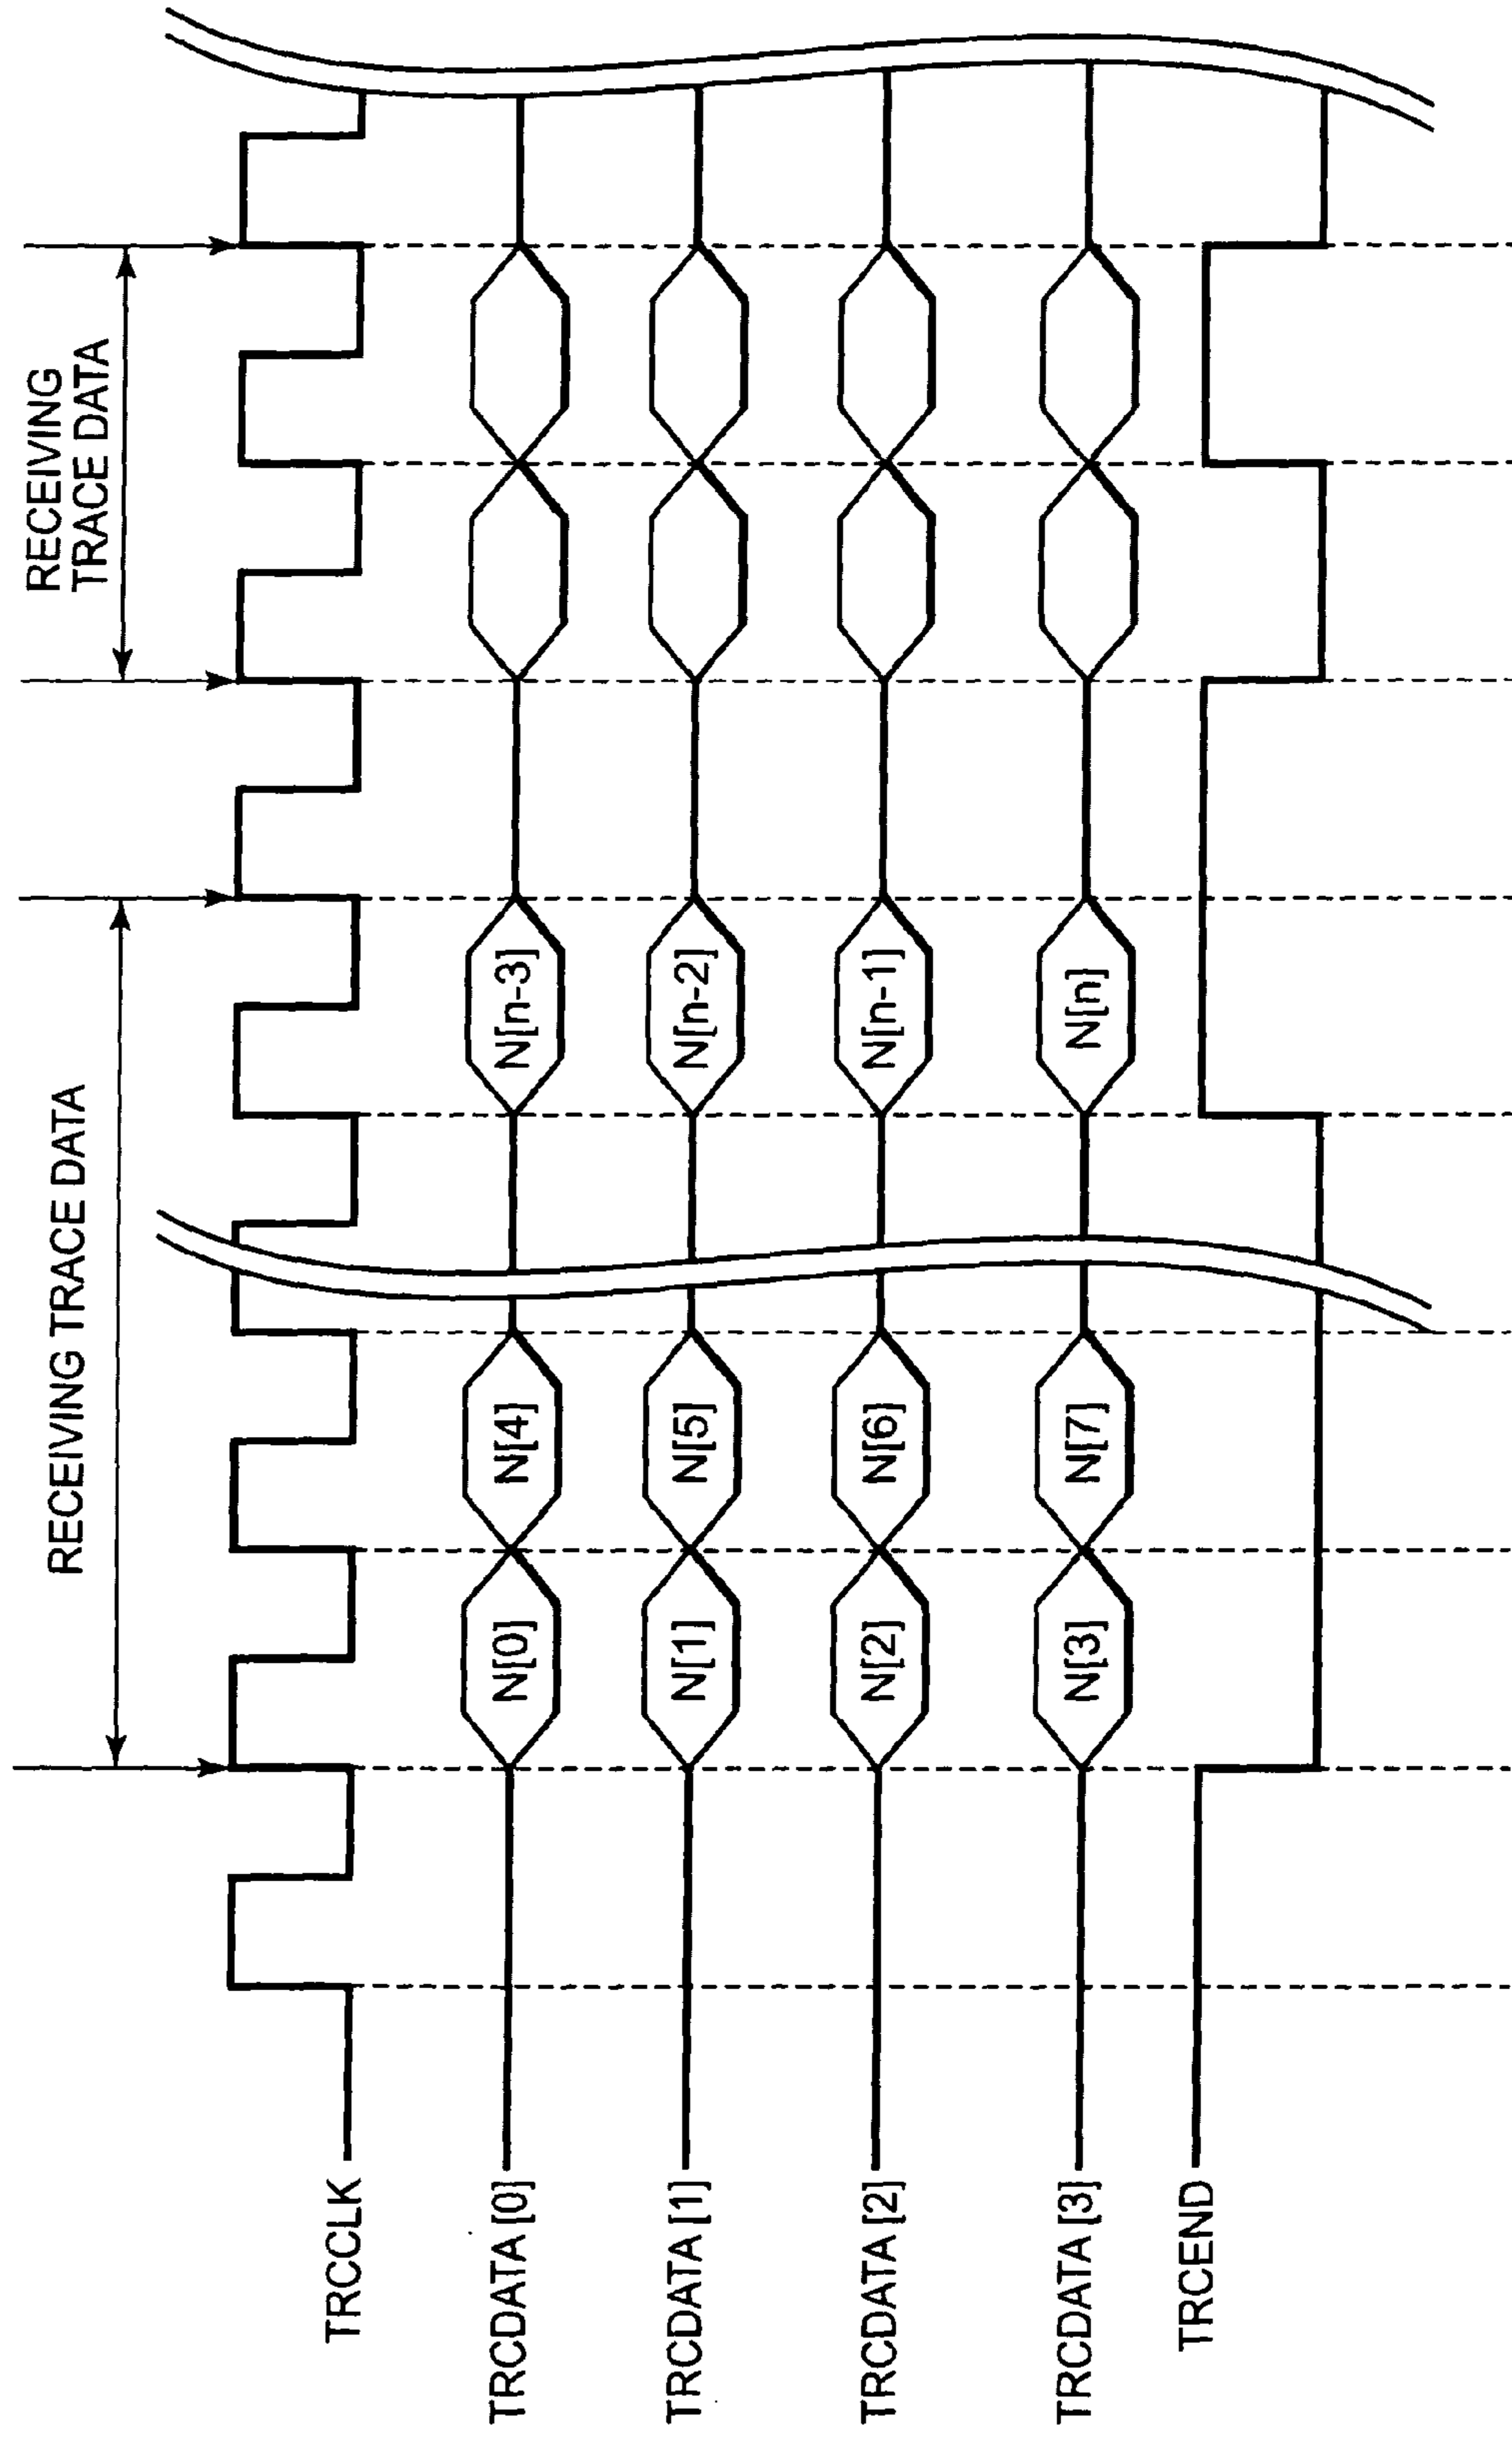 RECEIVING TRACE DATA
RECEIVING
TRACE DATA
TRCCLK
TRCDATA [0]
N[0]
N[4]
N[n-3]
TRCDATA [1]
N[1]
N[5]
N[n-2]
TRCDATA [2]
N[2]
N[6]
N[n-1]
TRCDATA [3]
N[3]
N[7]
N[n]
TRCEND